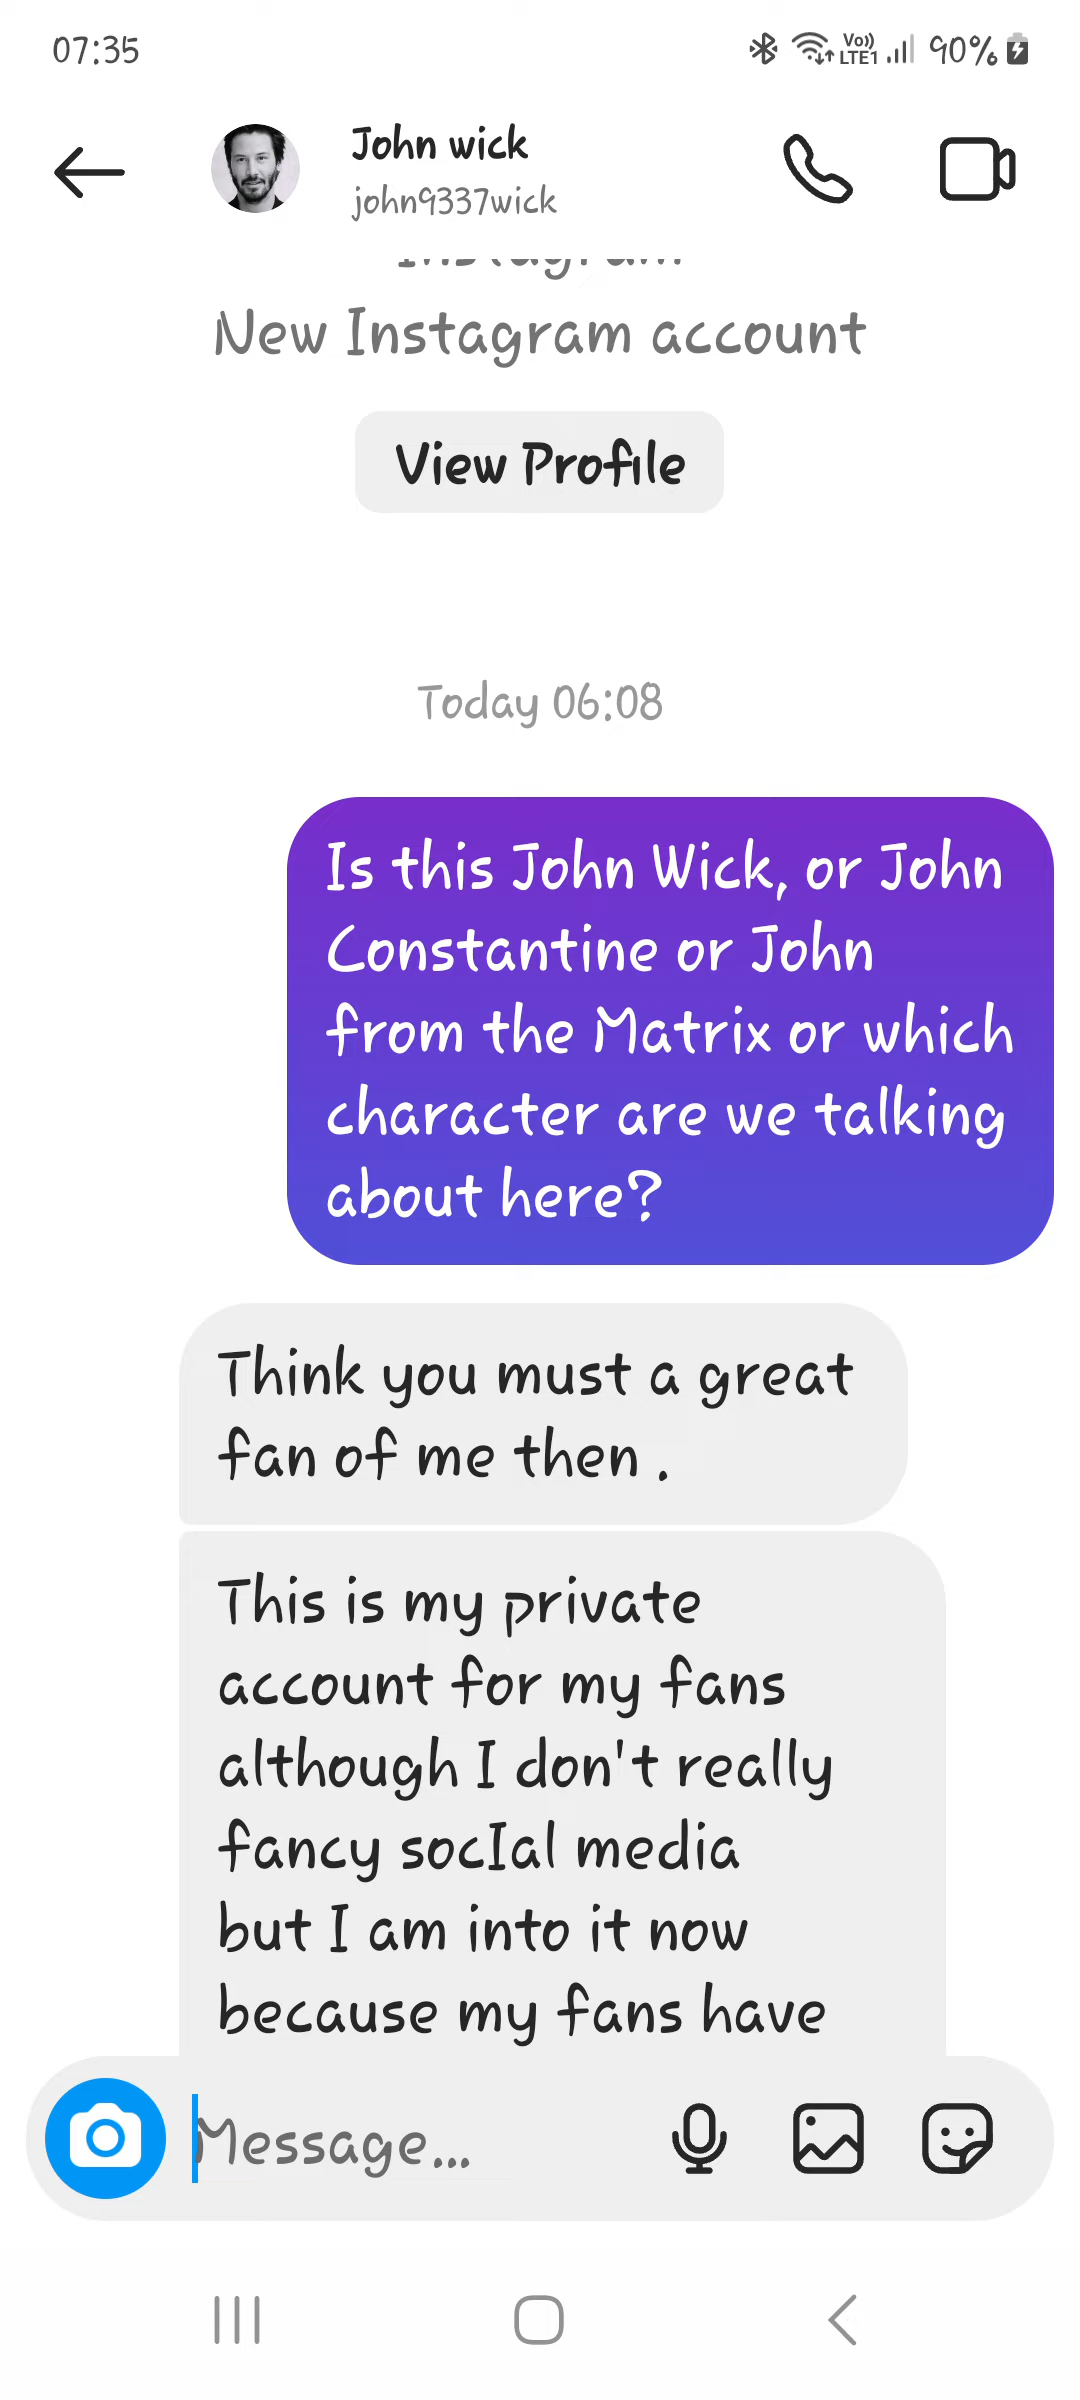 07:35
Vo)) LTE1 90%
John wick
john9337wick
Instagram
New Instagram account
View Profile
Today 06:08
Is this John Wick, or John
Constantine or John
from the Matrix or which
character are we talking
about here?
Think you must a great
fan of me then .
This is my private
account for my fans
although I don't really
fancy socIal media
but I am into it now
because my fans have
Message...